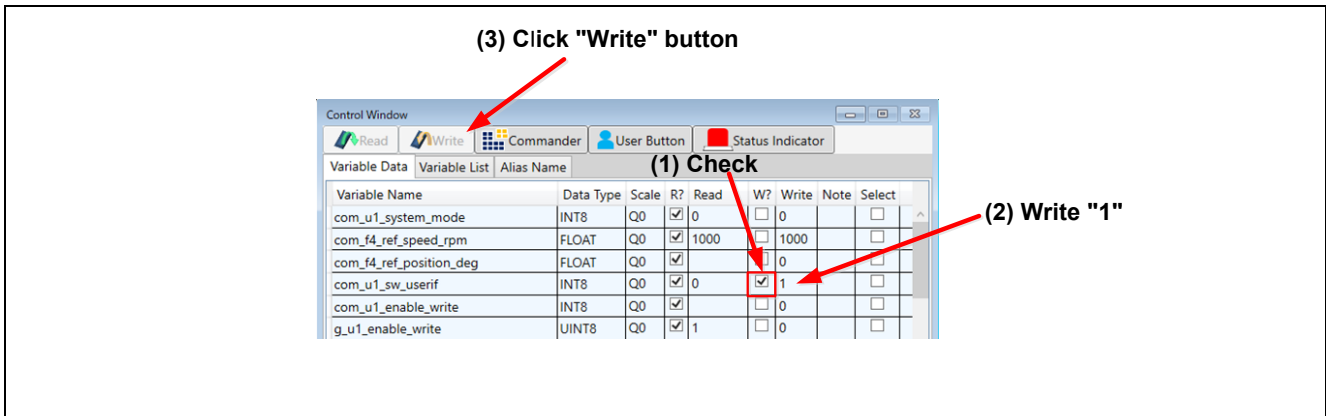 (3) Click "Write" button
Control Window
Read Write Commander User Button Status Indicator
Variable Data Variable List Alias Name
(1) Check
Variable Name Data Type Scale R? Read W? Write Note Select
com_u1_system_mode INT8 Q0 0 0
(2) Write "1"
com_f4_ref_speed_rpm FLOAT Q0 1000 1000
com_f4_ref_position_deg FLOAT Q0 0
com_u1_sw_userif INT8 Q0 0 1
com_u1_enable_write INT8 Q0 0
g_u1_enable_write UINT8 Q0 1 0